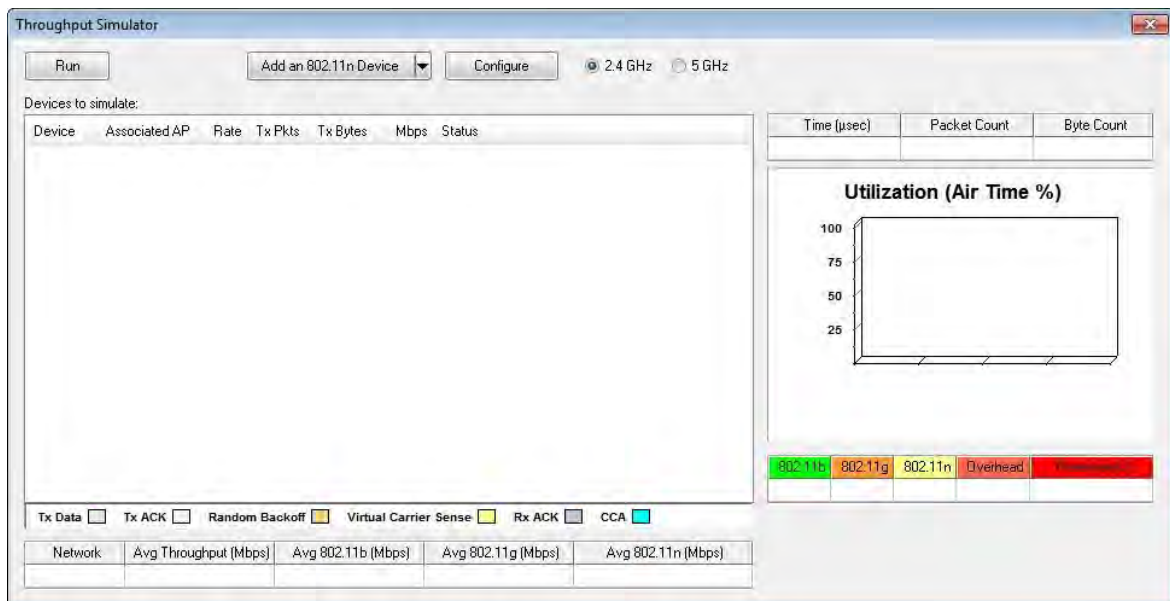 Throughput Simulator
Run
Add an 802.11n Device
Configure
2.4 GHz
5 GHz
Devices to simulate:
Device Associated AP Rate Tx Pkts Tx Bytes Mbps Status
Time (µsec) Packet Count Byte Count
Utilization (Air Time %)
100
75
50
25
802.11b 802.11g 802.11n Overhead
Tx Data Tx ACK Random Backoff Virtual Carrier Sense Rx ACK CCA
Network Avg Throughput (Mbps) Avg 802.11b (Mbps) Avg 802.11g (Mbps) Avg 802.11n (Mbps)